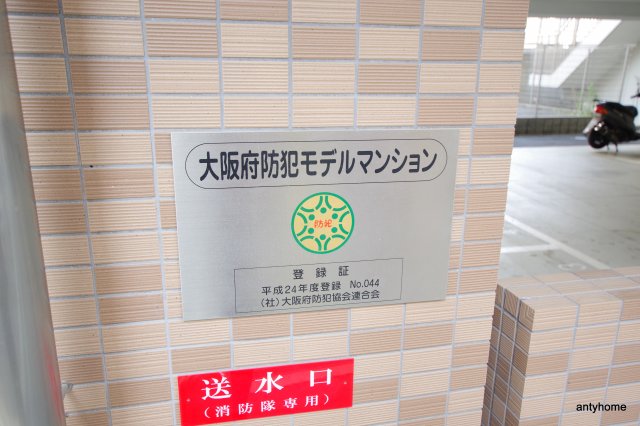 大阪府防犯モデルマンション
防犯
登録証
平成24年度登録 No.044
(社)大阪府防犯協会連合会
送水口
(消防隊専用)
antyhome